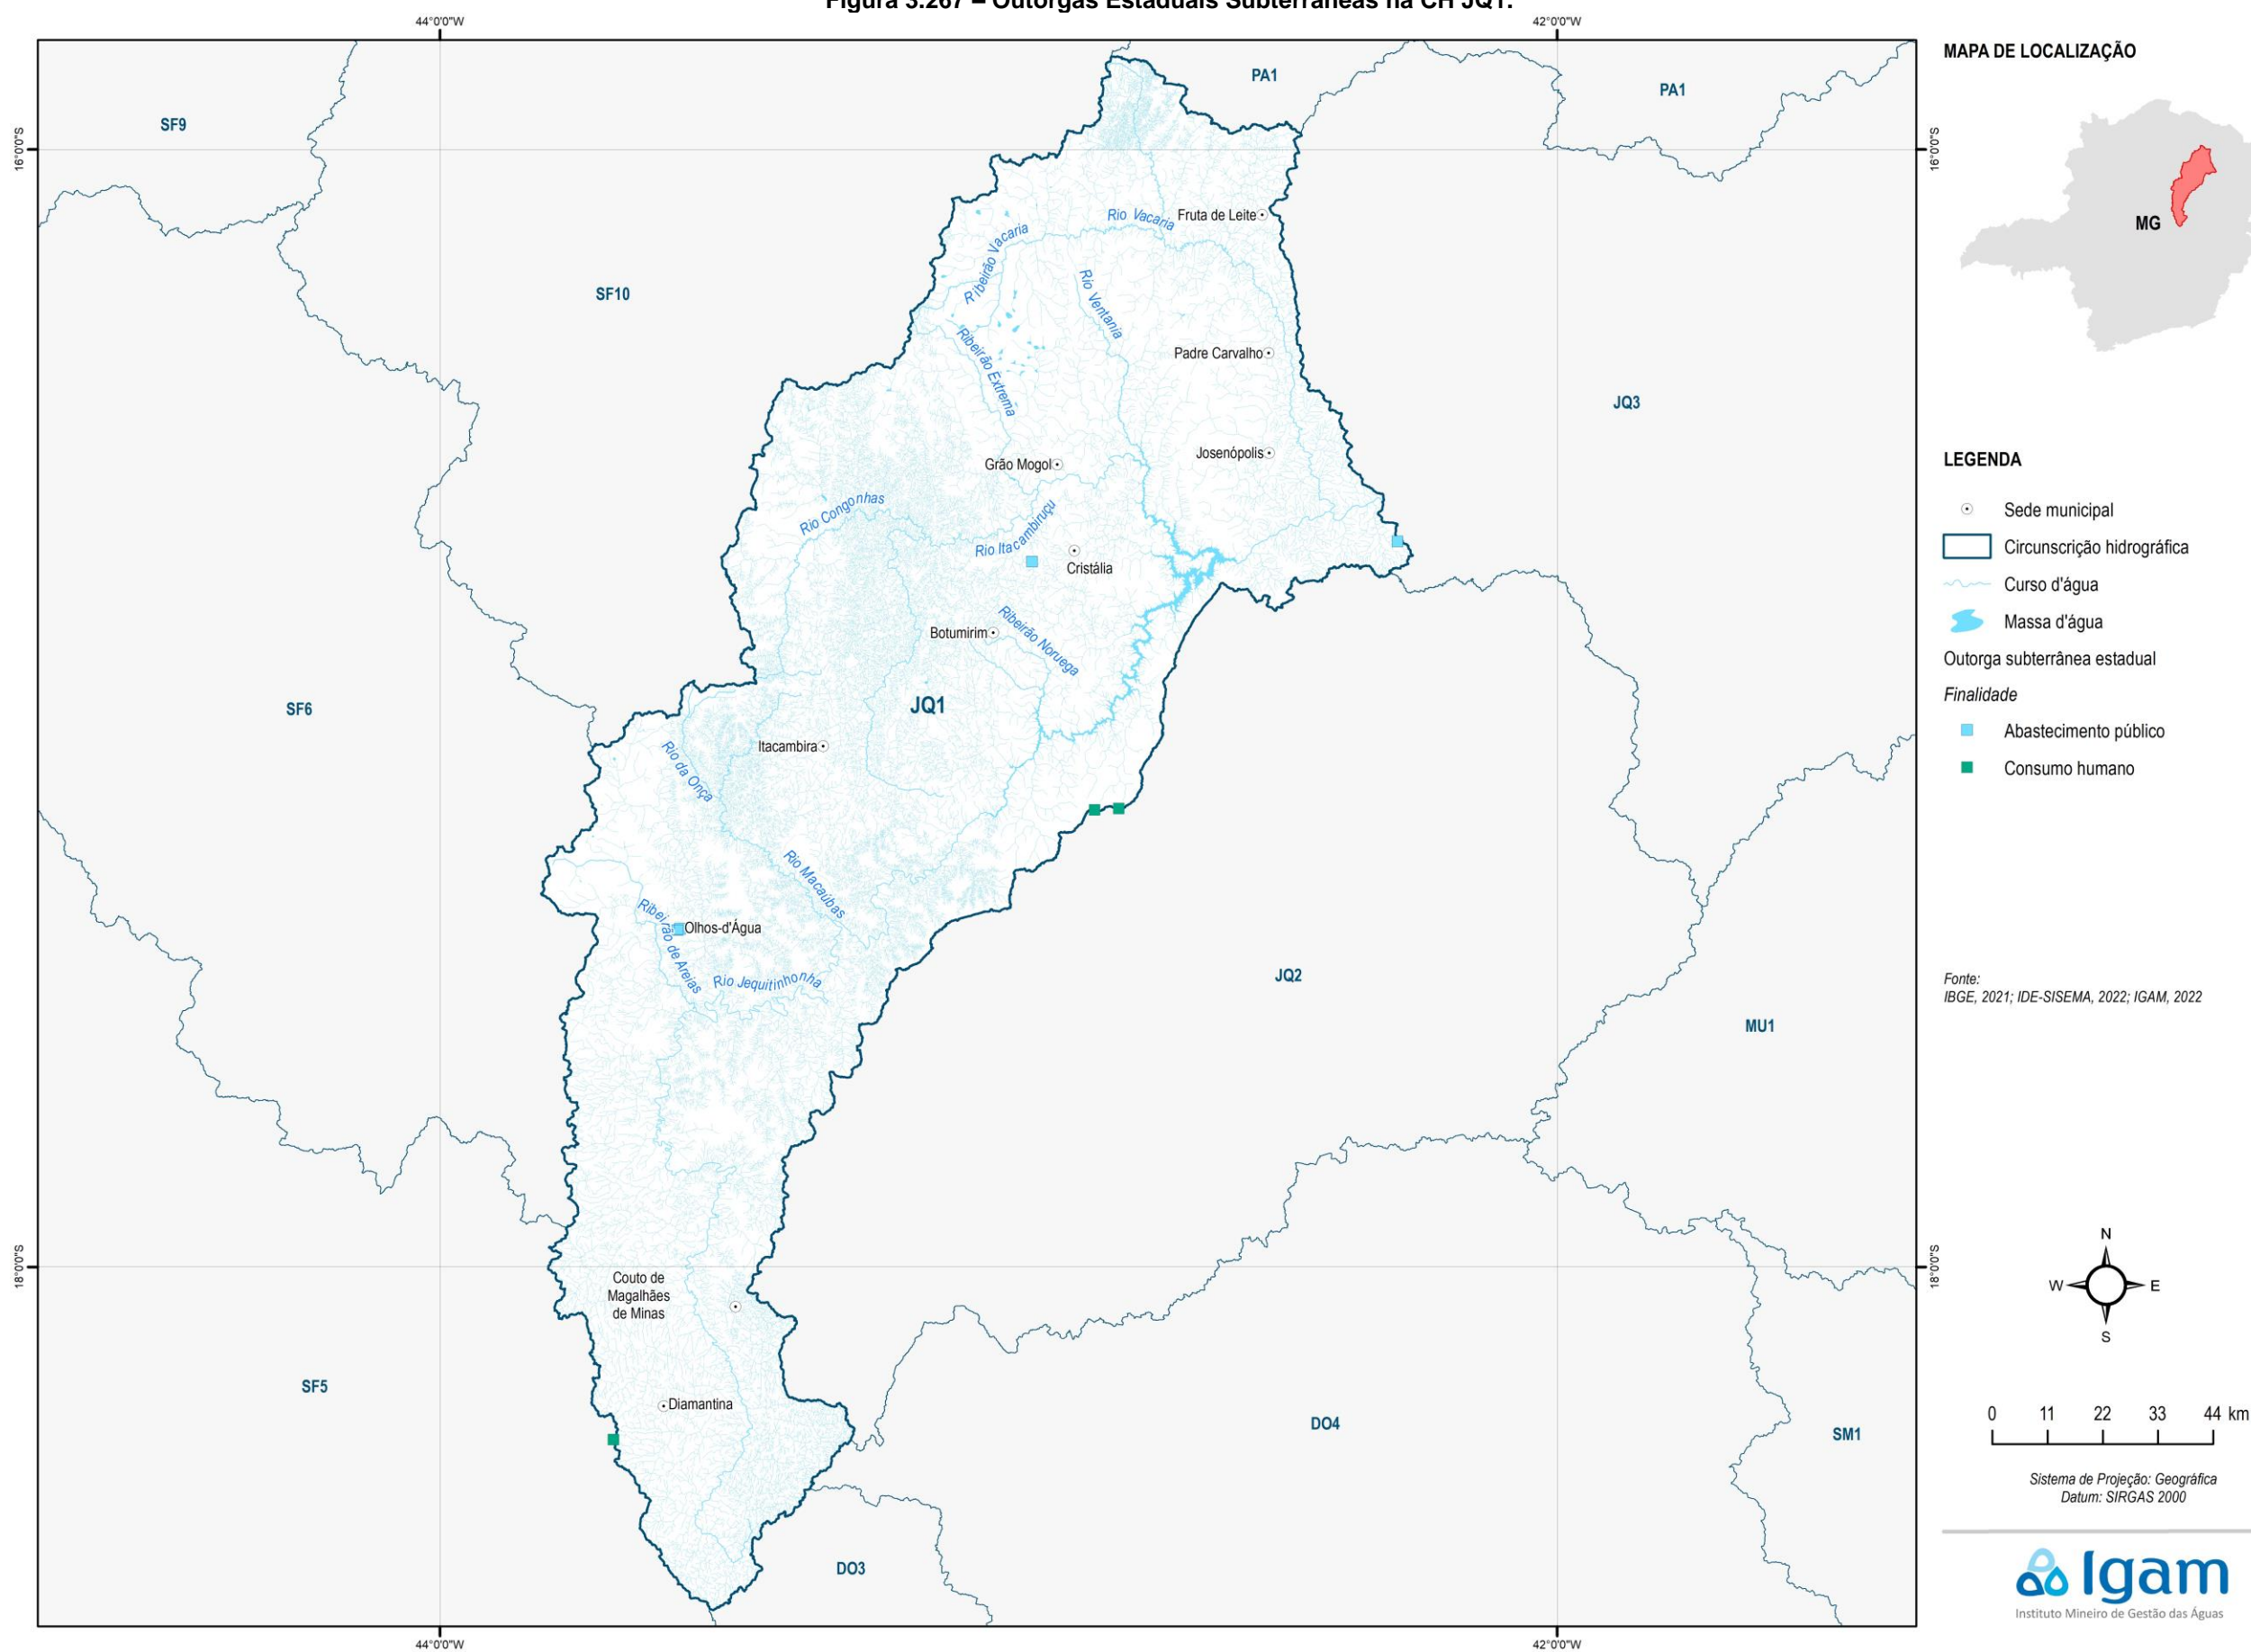 Figura 3.267 – Outorgas Estaduais Subterrâneas na CH JQ1.
44°0'0"W
42°0'0"W
16°0'0"S
16°0'0"S
18°0'0"S
18°0'0"S
44°0'0"W
42°0'0"W
PA1
PA1
SF9
SF10
JQ3
SF6
JQ1
JQ2
MU1
SF5
DO4
SM1
DO3
Rio Vacaria
Fruta de Leite
Ribeirão Vacaria
Rio Ventania
Ribeirão Extrema
Padre Carvalho
Josenópolis
Grão Mogol
Rio Congonhas
Rio Itacambiruçu
Cristália
Botumirim
Ribeirão Noruega
Itacambira
Rio da Onça
Rio Macaúbas
Ribeirão de Areias
Olhos-d'Água
Rio Jequitinhonha
Couto de
Magalhães
de Minas
Diamantina
MAPA DE LOCALIZAÇÃO
MG
LEGENDA
Sede municipal
Circunscrição hidrográfica
Curso d'água
Massa d'água
Outorga subterrânea estadual
Finalidade
Abastecimento público
Consumo humano
Fonte:
IBGE, 2021; IDE-SISEMA, 2022; IGAM, 2022
N
W E
S
0 11 22 33 44 km
Sistema de Projeção: Geográfica
Datum: SIRGAS 2000
Igam
Instituto Mineiro de Gestão das Águas